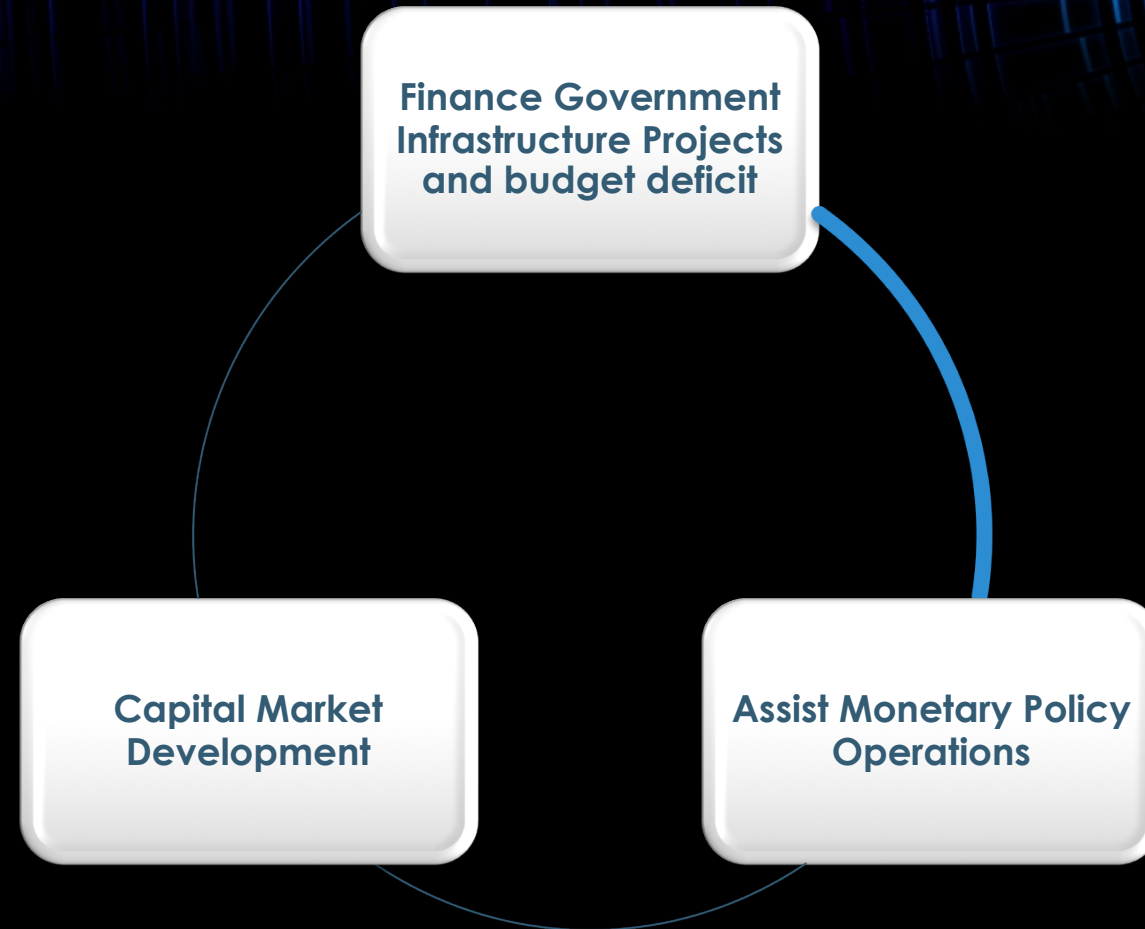 Finance Government
Infrastructure Projects
and budget deficit
Capital Market
Development
Assist Monetary Policy
Operations